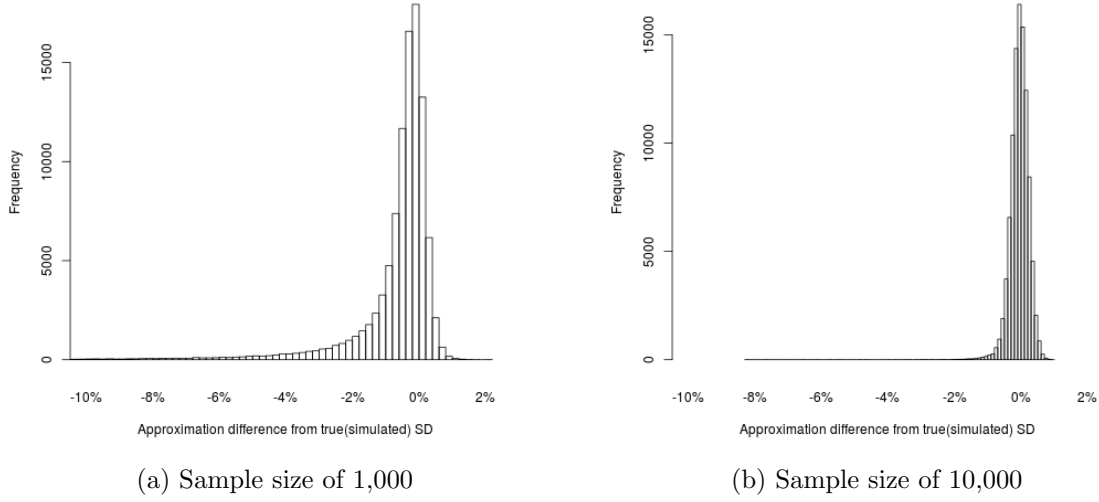 Frequency
15000
10000
5000
0
-10% -8% -6% -4% -2% 0% 2%
Approximation difference from true(simulated) SD
(a) Sample size of 1,000
Frequency
15000
10000
5000
0
-10% -8% -6% -4% -2% 0% 2%
Approximation difference from true(simulated) SD
(b) Sample size of 10,000